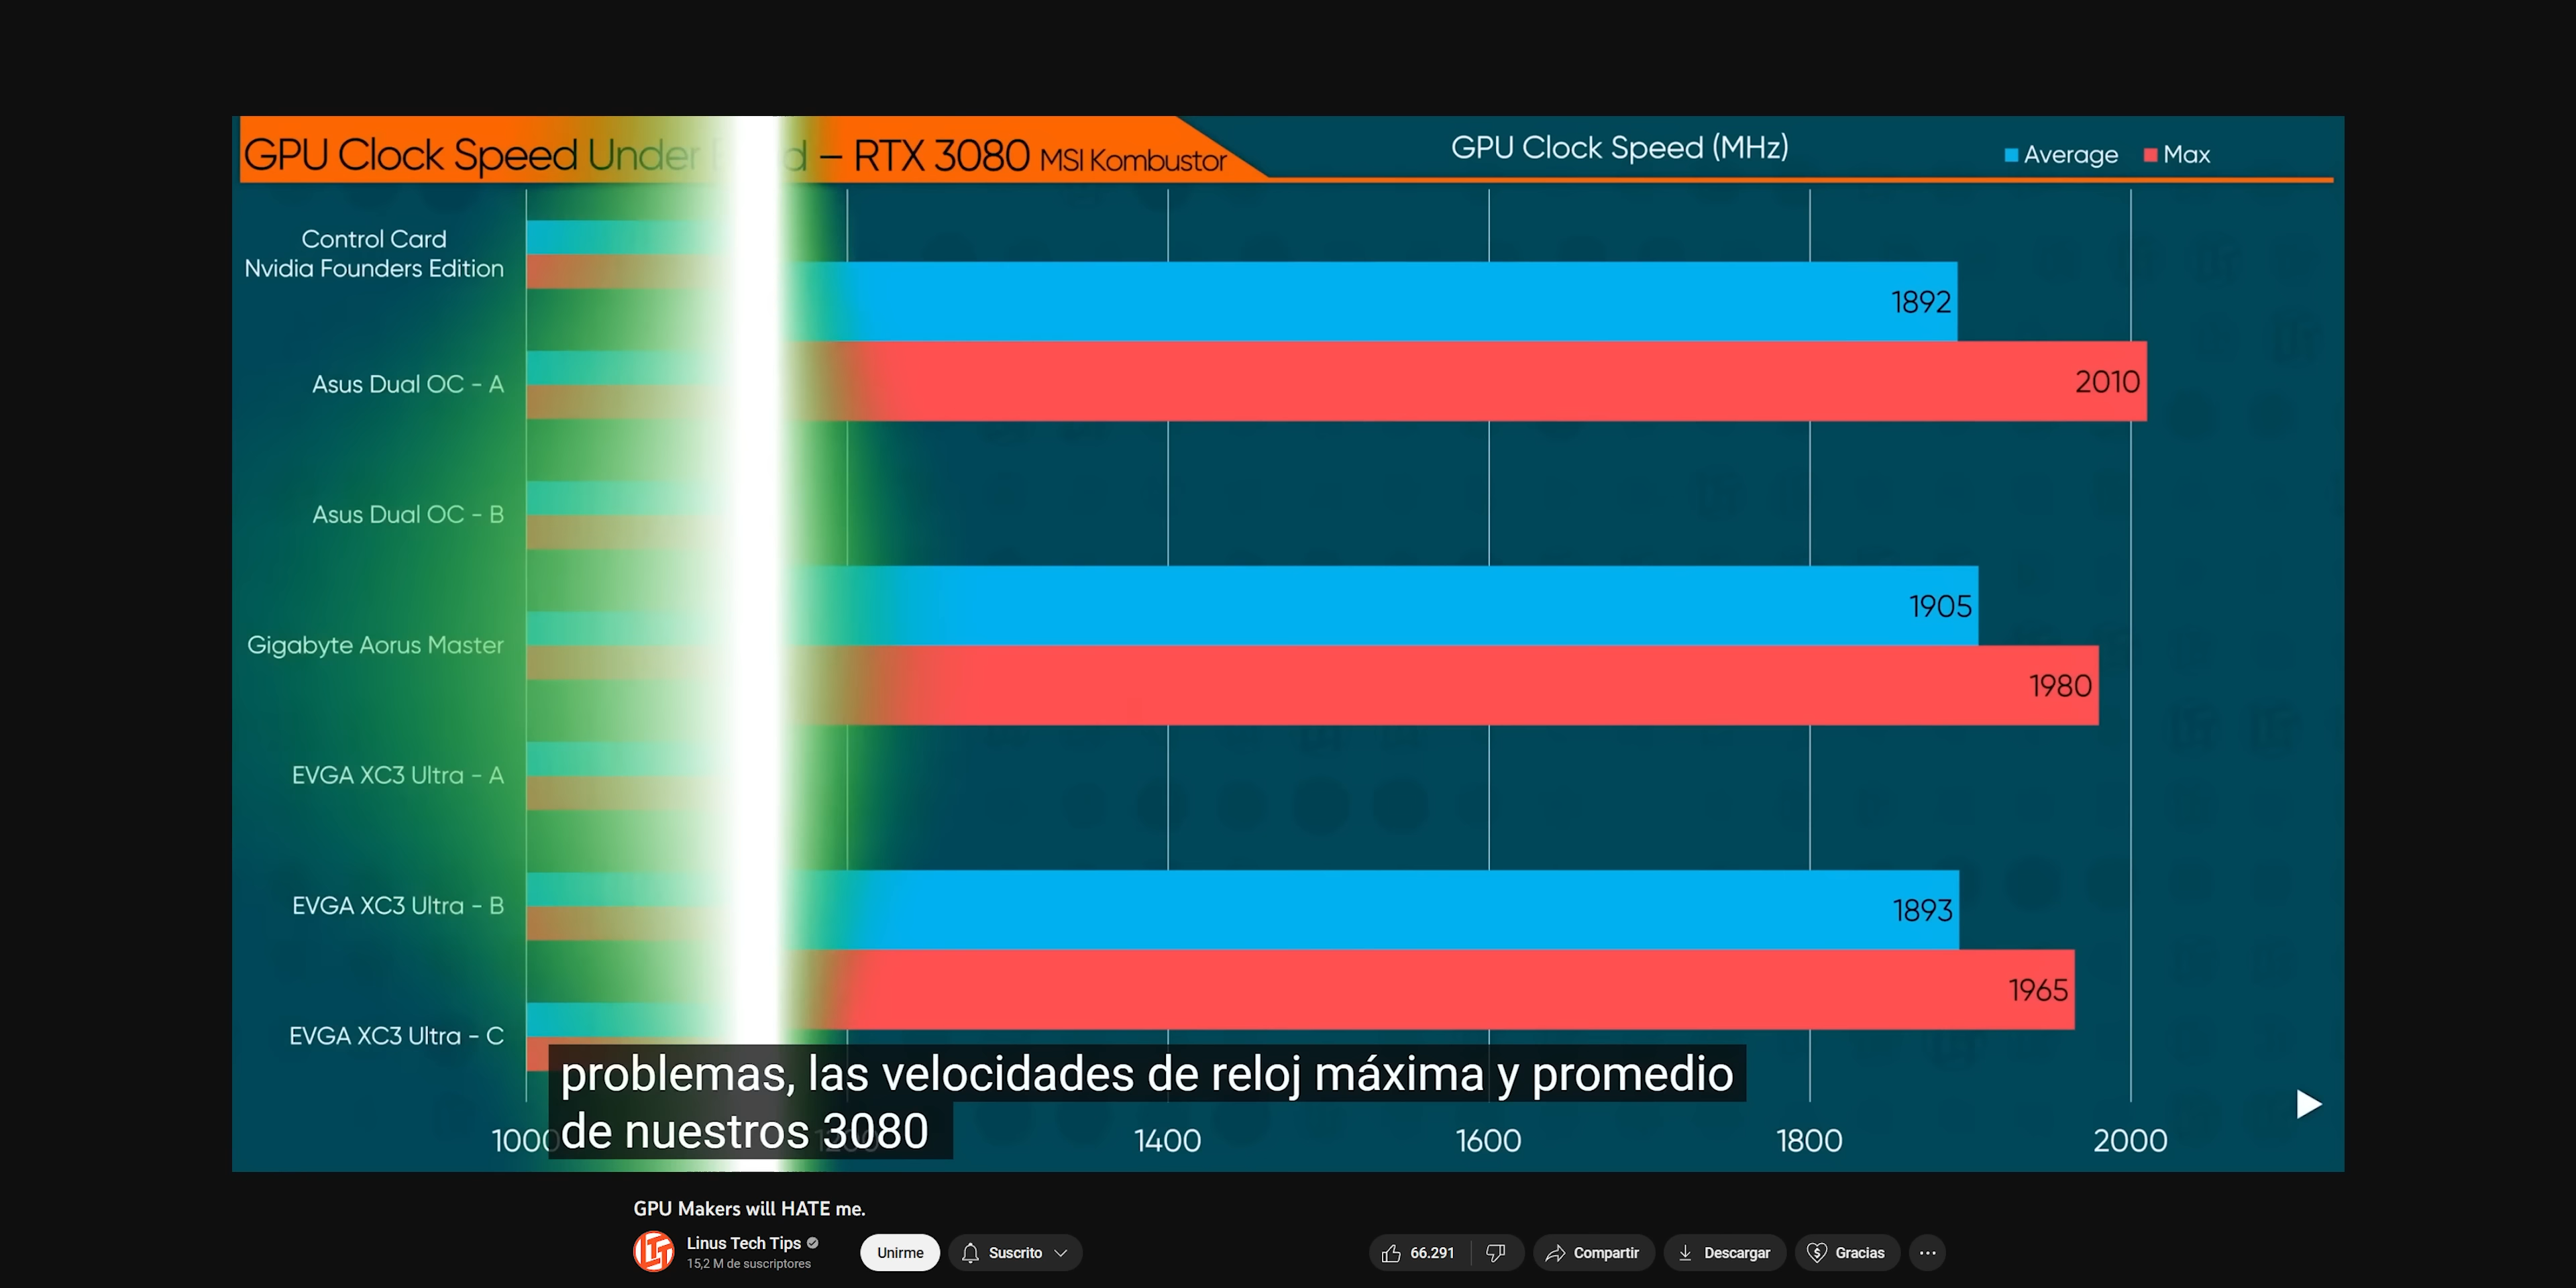 GPU Clock Speed Under d – RTX 3080 MSI Kombustor
GPU Clock Speed (MHz)
Average
Max
Control Card
Nvidia Founders Edition
Asus Dual OC - A
Asus Dual OC - B
Gigabyte Aorus Master
EVGA XC3 Ultra - A
EVGA XC3 Ultra - B
EVGA XC3 Ultra - C
1892
2010
1905
1980
1893
1965
problemas, las velocidades de reloj máxima y promedio
de nuestros 3080
1000
1200
1400
1600
1800
2000
GPU Makers will HATE me.
Linus Tech Tips
15,2 M de suscriptores
Unirme
Suscrito
66.291
Compartir
Descargar
Gracias